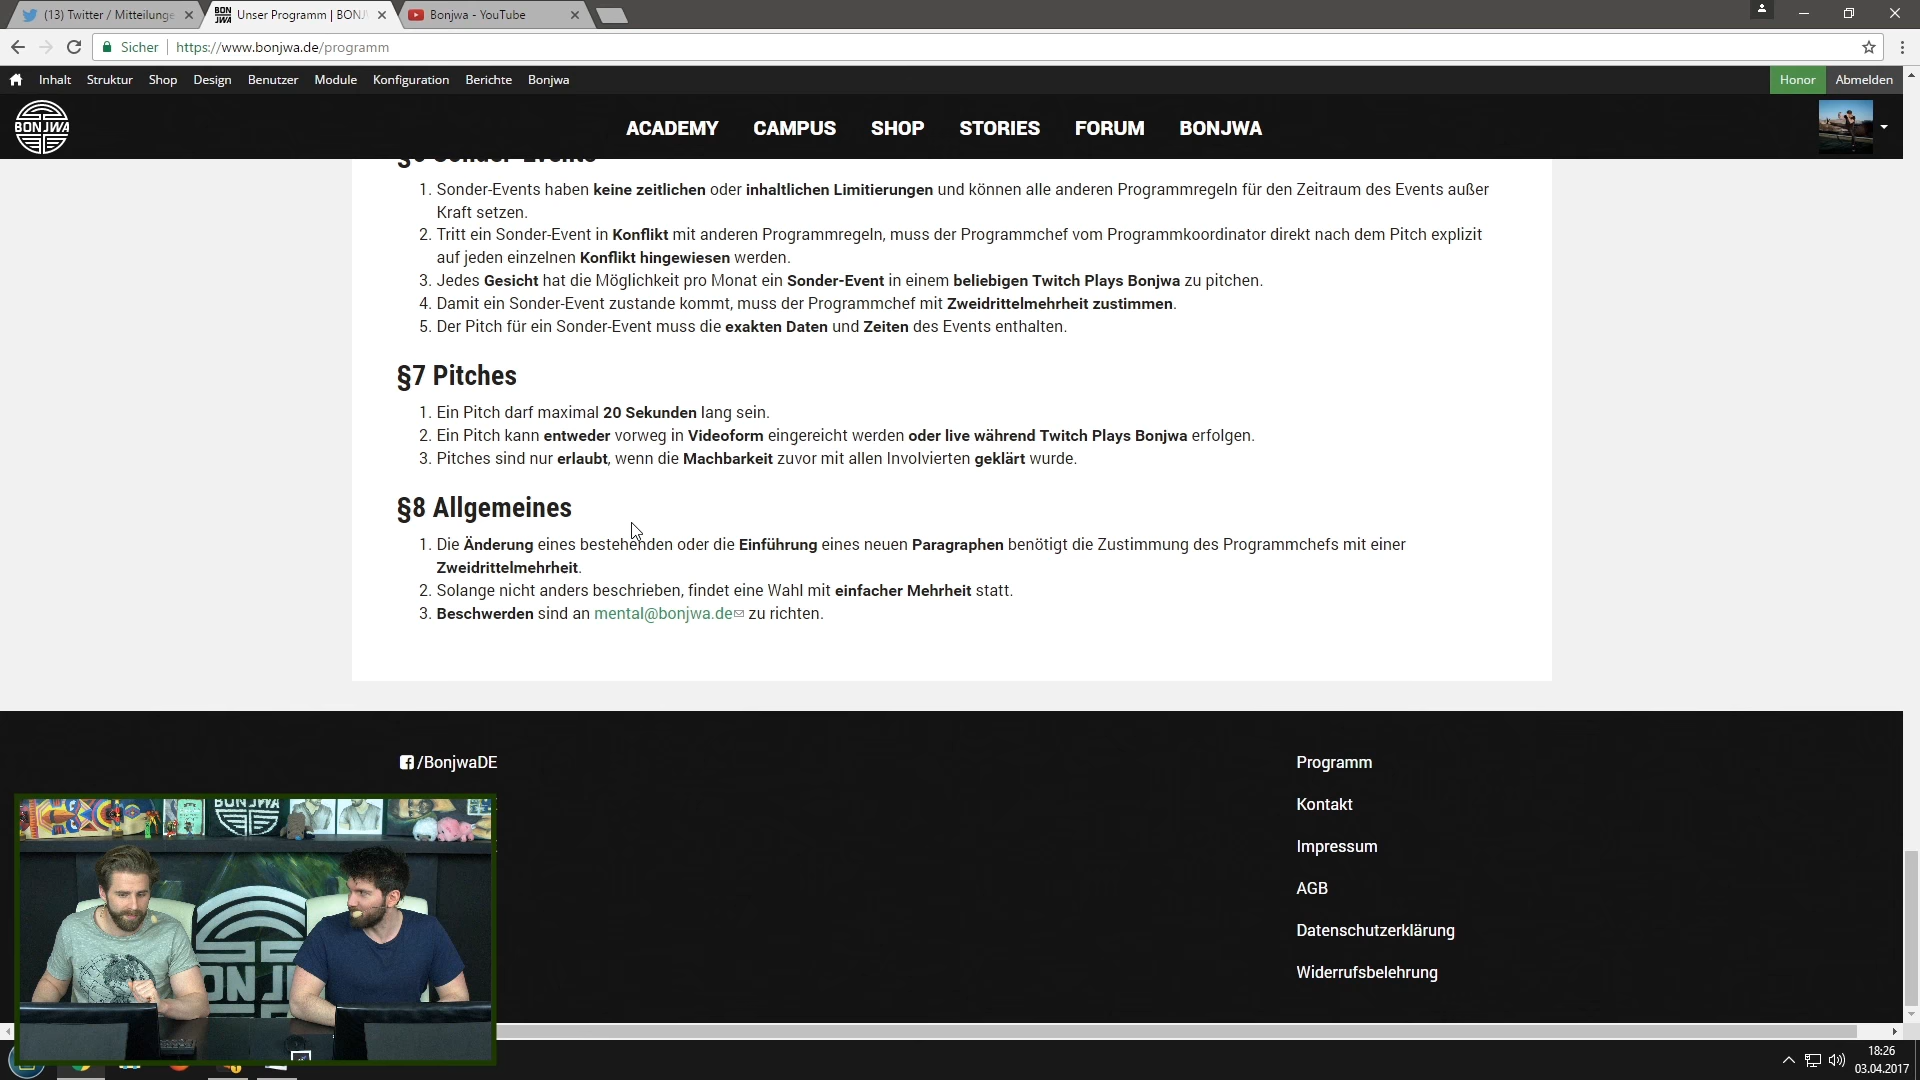 (13) Twitter / Mitteilunge
Unser Programm | BONJ
Bonjwa - YouTube
Sicher
https://www.bonjwa.de/programm
Inhalt Struktur Shop Design Benutzer Module Konfiguration Berichte Bonjwa
Honor Abmelden
BONJWA
ACADEMY CAMPUS SHOP STORIES FORUM BONJWA
1. Sonder-Events haben keine zeitlichen oder inhaltlichen Limitierungen und können alle anderen Programmregeln für den Zeitraum des Events außer
Kraft setzen.
2. Tritt ein Sonder-Event in Konflikt mit anderen Programmregeln, muss der Programmchef vom Programmkoordinator direkt nach dem Pitch explizit
auf jeden einzelnen Konflikt hingewiesen werden.
3. Jedes Gesicht hat die Möglichkeit pro Monat ein Sonder-Event in einem beliebigen Twitch Plays Bonjwa zu pitchen.
4. Damit ein Sonder-Event zustande kommt, muss der Programmchef mit Zweidrittelmehrheit zustimmen.
5. Der Pitch für ein Sonder-Event muss die exakten Daten und Zeiten des Events enthalten.
§7 Pitches
1. Ein Pitch darf maximal 20 Sekunden lang sein.
2. Ein Pitch kann entweder vorweg in Videoform eingereicht werden oder live während Twitch Plays Bonjwa erfolgen.
3. Pitches sind nur erlaubt, wenn die Machbarkeit zuvor mit allen Involvierten geklärt wurde.
§8 Allgemeines
1. Die Änderung eines bestehenden oder die Einführung eines neuen Paragraphen benötigt die Zustimmung des Programmchefs mit einer
Zweidrittelmehrheit.
2. Solange nicht anders beschrieben, findet eine Wahl mit einfacher Mehrheit statt.
3. Beschwerden sind an mental@bonjwa.de zu richten.
/BonjwaDE
Programm
Kontakt
Impressum
AGB
Datenschutzerklärung
Widerrufsbelehrung
BONJWA
18:26
03.04.2017